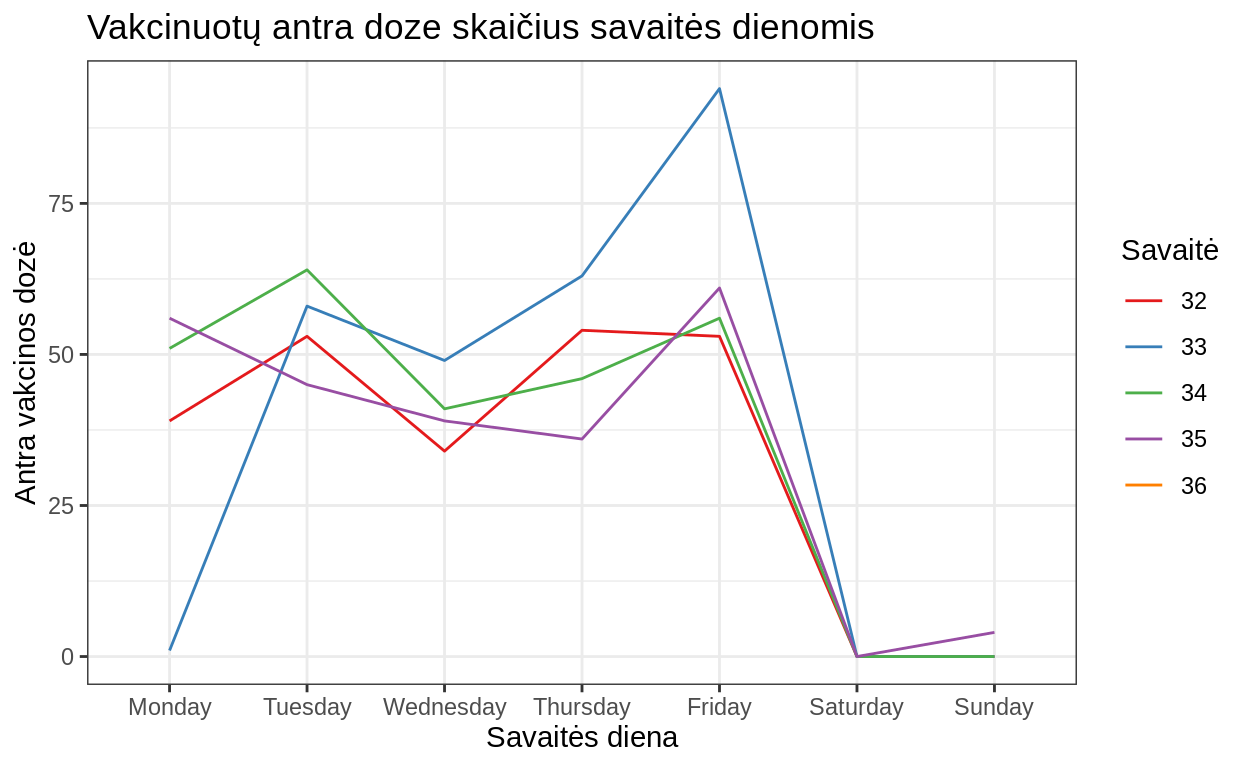 Vakcinuotų antra doze skaičius savaitės dienomis
Antra vakcinos dozė
75
50
25
0
Monday Tuesday Wednesday Thursday Friday Saturday Sunday
Savaitės diena
Savaitė
32
33
34
35
36